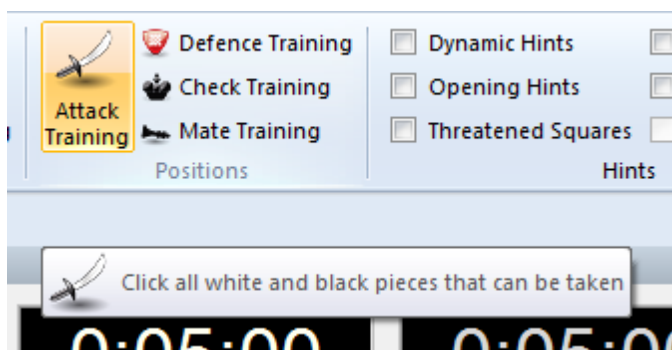 Attack Training
Defence Training
Check Training
Mate Training
Positions
Dynamic Hints
Opening Hints
Threatened Squares
Hints
Click all white and black pieces that can be taken
0:05:00
0:05:0